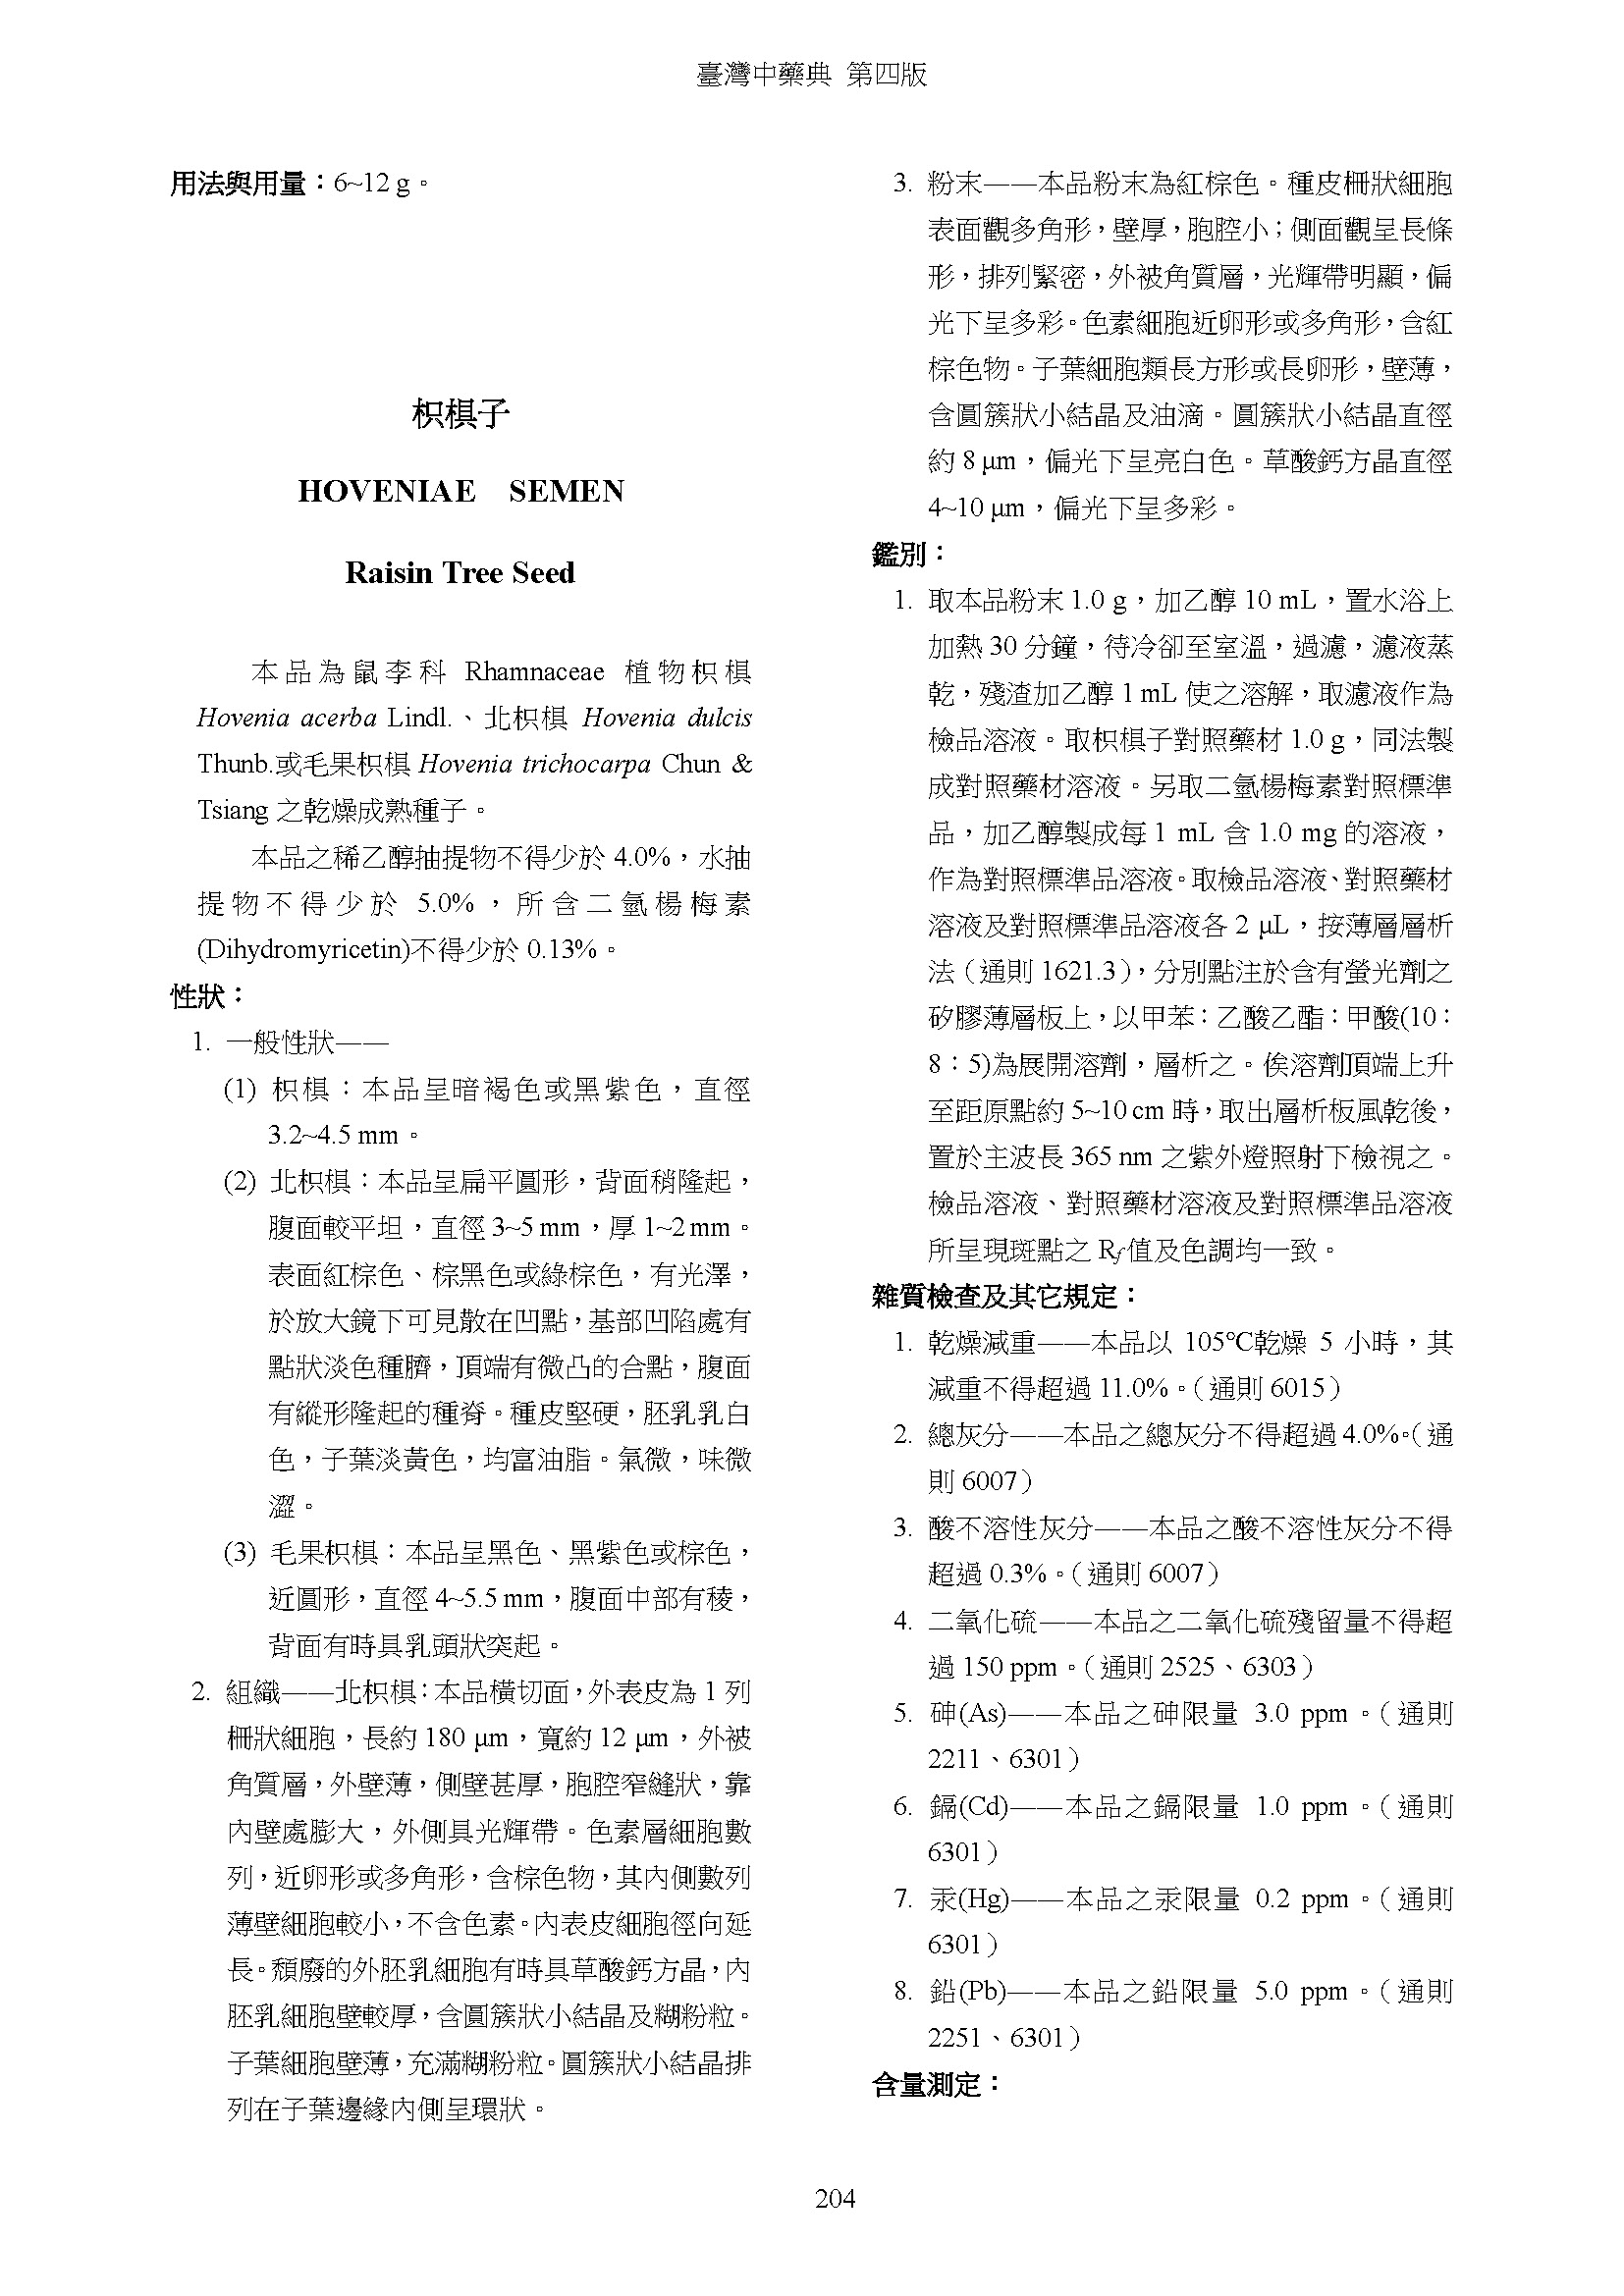 臺灣中藥典 第四版
用法與用量：6~12 g。
枳椇子
HOVENIAE SEMEN
Raisin Tree Seed
本品為鼠李科 Rhamnaceae 植物枳椇
Hovenia acerba Lindl.、北枳椇 Hovenia dulcis
Thunb.或毛果枳椇 Hovenia trichocarpa Chun &
Tsiang 之乾燥成熟種子。
本品之稀乙醇抽提物不得少於 4.0%，水抽
提物不得少於 5.0%，所含二氫楊梅素
(Dihydromyricetin)不得少於 0.13%。
性狀：
1. 一般性狀——
(1) 枳椇：本品呈暗褐色或黑紫色，直徑
3.2~4.5 mm。
(2) 北枳椇：本品呈扁平圓形，背面稍隆起，
腹面較平坦，直徑 3~5 mm，厚 1~2 mm。
表面紅棕色、棕黑色或綠棕色，有光澤，
於放大鏡下可見散在凹點，基部凹陷處有
點狀淡色種臍，頂端有微凸的合點，腹面
有縱形隆起的種脊。種皮堅硬，胚乳乳白
色，子葉淡黃色，均富油脂。氣微，味微
澀。
(3) 毛果枳椇：本品呈黑色、黑紫色或棕色，
近圓形，直徑 4~5.5 mm，腹面中部有稜，
背面有時具乳頭狀突起。
2. 組織——北枳椇：本品橫切面，外表皮為 1 列
柵狀細胞，長約 180 μm，寬約 12 μm，外被
角質層，外壁薄，側壁甚厚，胞腔窄縫狀，靠
內壁處膨大，外側具光輝帶。色素層細胞數
列，近卵形或多角形，含棕色物，其內側數列
薄壁細胞較小，不含色素。內表皮細胞徑向延
長。頹廢的外胚乳細胞有時具草酸鈣方晶，內
胚乳細胞壁較厚，含圓簇狀小結晶及糊粉粒。
子葉細胞壁薄，充滿糊粉粒。圓簇狀小結晶排
列在子葉邊緣內側呈環狀。
3. 粉末——本品粉末為紅棕色。種皮柵狀細胞
表面觀多角形，壁厚，胞腔小；側面觀呈長條
形，排列緊密，外被角質層，光輝帶明顯，偏
光下呈多彩。色素細胞近卵形或多角形，含紅
棕色物。子葉細胞類長方形或長卵形，壁薄，
含圓簇狀小結晶及油滴。圓簇狀小結晶直徑
約 8 μm，偏光下呈亮白色。草酸鈣方晶直徑
4~10 μm，偏光下呈多彩。
鑑別：
1. 取本品粉末 1.0 g，加乙醇 10 mL，置水浴上
加熱 30 分鐘，待冷卻至室溫，過濾，濾液蒸
乾，殘渣加乙醇 1 mL 使之溶解，取濾液作為
檢品溶液。取枳椇子對照藥材 1.0 g，同法製
成對照藥材溶液。另取二氫楊梅素對照標準
品，加乙醇製成每 1 mL 含 1.0 mg 的溶液，
作為對照標準品溶液。取檢品溶液、對照藥材
溶液及對照標準品溶液各 2 μL，按薄層層析
法（通則 1621.3），分別點注於含有螢光劑之
矽膠薄層板上，以甲苯：乙酸乙酯：甲酸(10：
8：5)為展開溶劑，層析之。俟溶劑頂端上升
至距原點約 5~10 cm 時，取出層析板風乾後，
置於主波長 365 nm 之紫外燈照射下檢視之。
檢品溶液、對照藥材溶液及對照標準品溶液
所呈現斑點之 Rf 值及色調均一致。
雜質檢查及其它規定：
1. 乾燥減重——本品以 105℃乾燥 5 小時，其
減重不得超過 11.0%。（通則 6015）
2. 總灰分——本品之總灰分不得超過 4.0%。（通
則 6007）
3. 酸不溶性灰分——本品之酸不溶性灰分不得
超過 0.3%。（通則 6007）
4. 二氧化硫——本品之二氧化硫殘留量不得超
過 150 ppm。（通則 2525、6303）
5. 砷(As)——本品之砷限量 3.0 ppm。（通則
2211、6301）
6. 鎘(Cd)——本品之鎘限量 1.0 ppm。（通則
6301）
7. 汞(Hg)——本品之汞限量 0.2 ppm。（通則
6301）
8. 鉛(Pb)——本品之鉛限量 5.0 ppm。（通則
2251、6301）
含量測定：
204